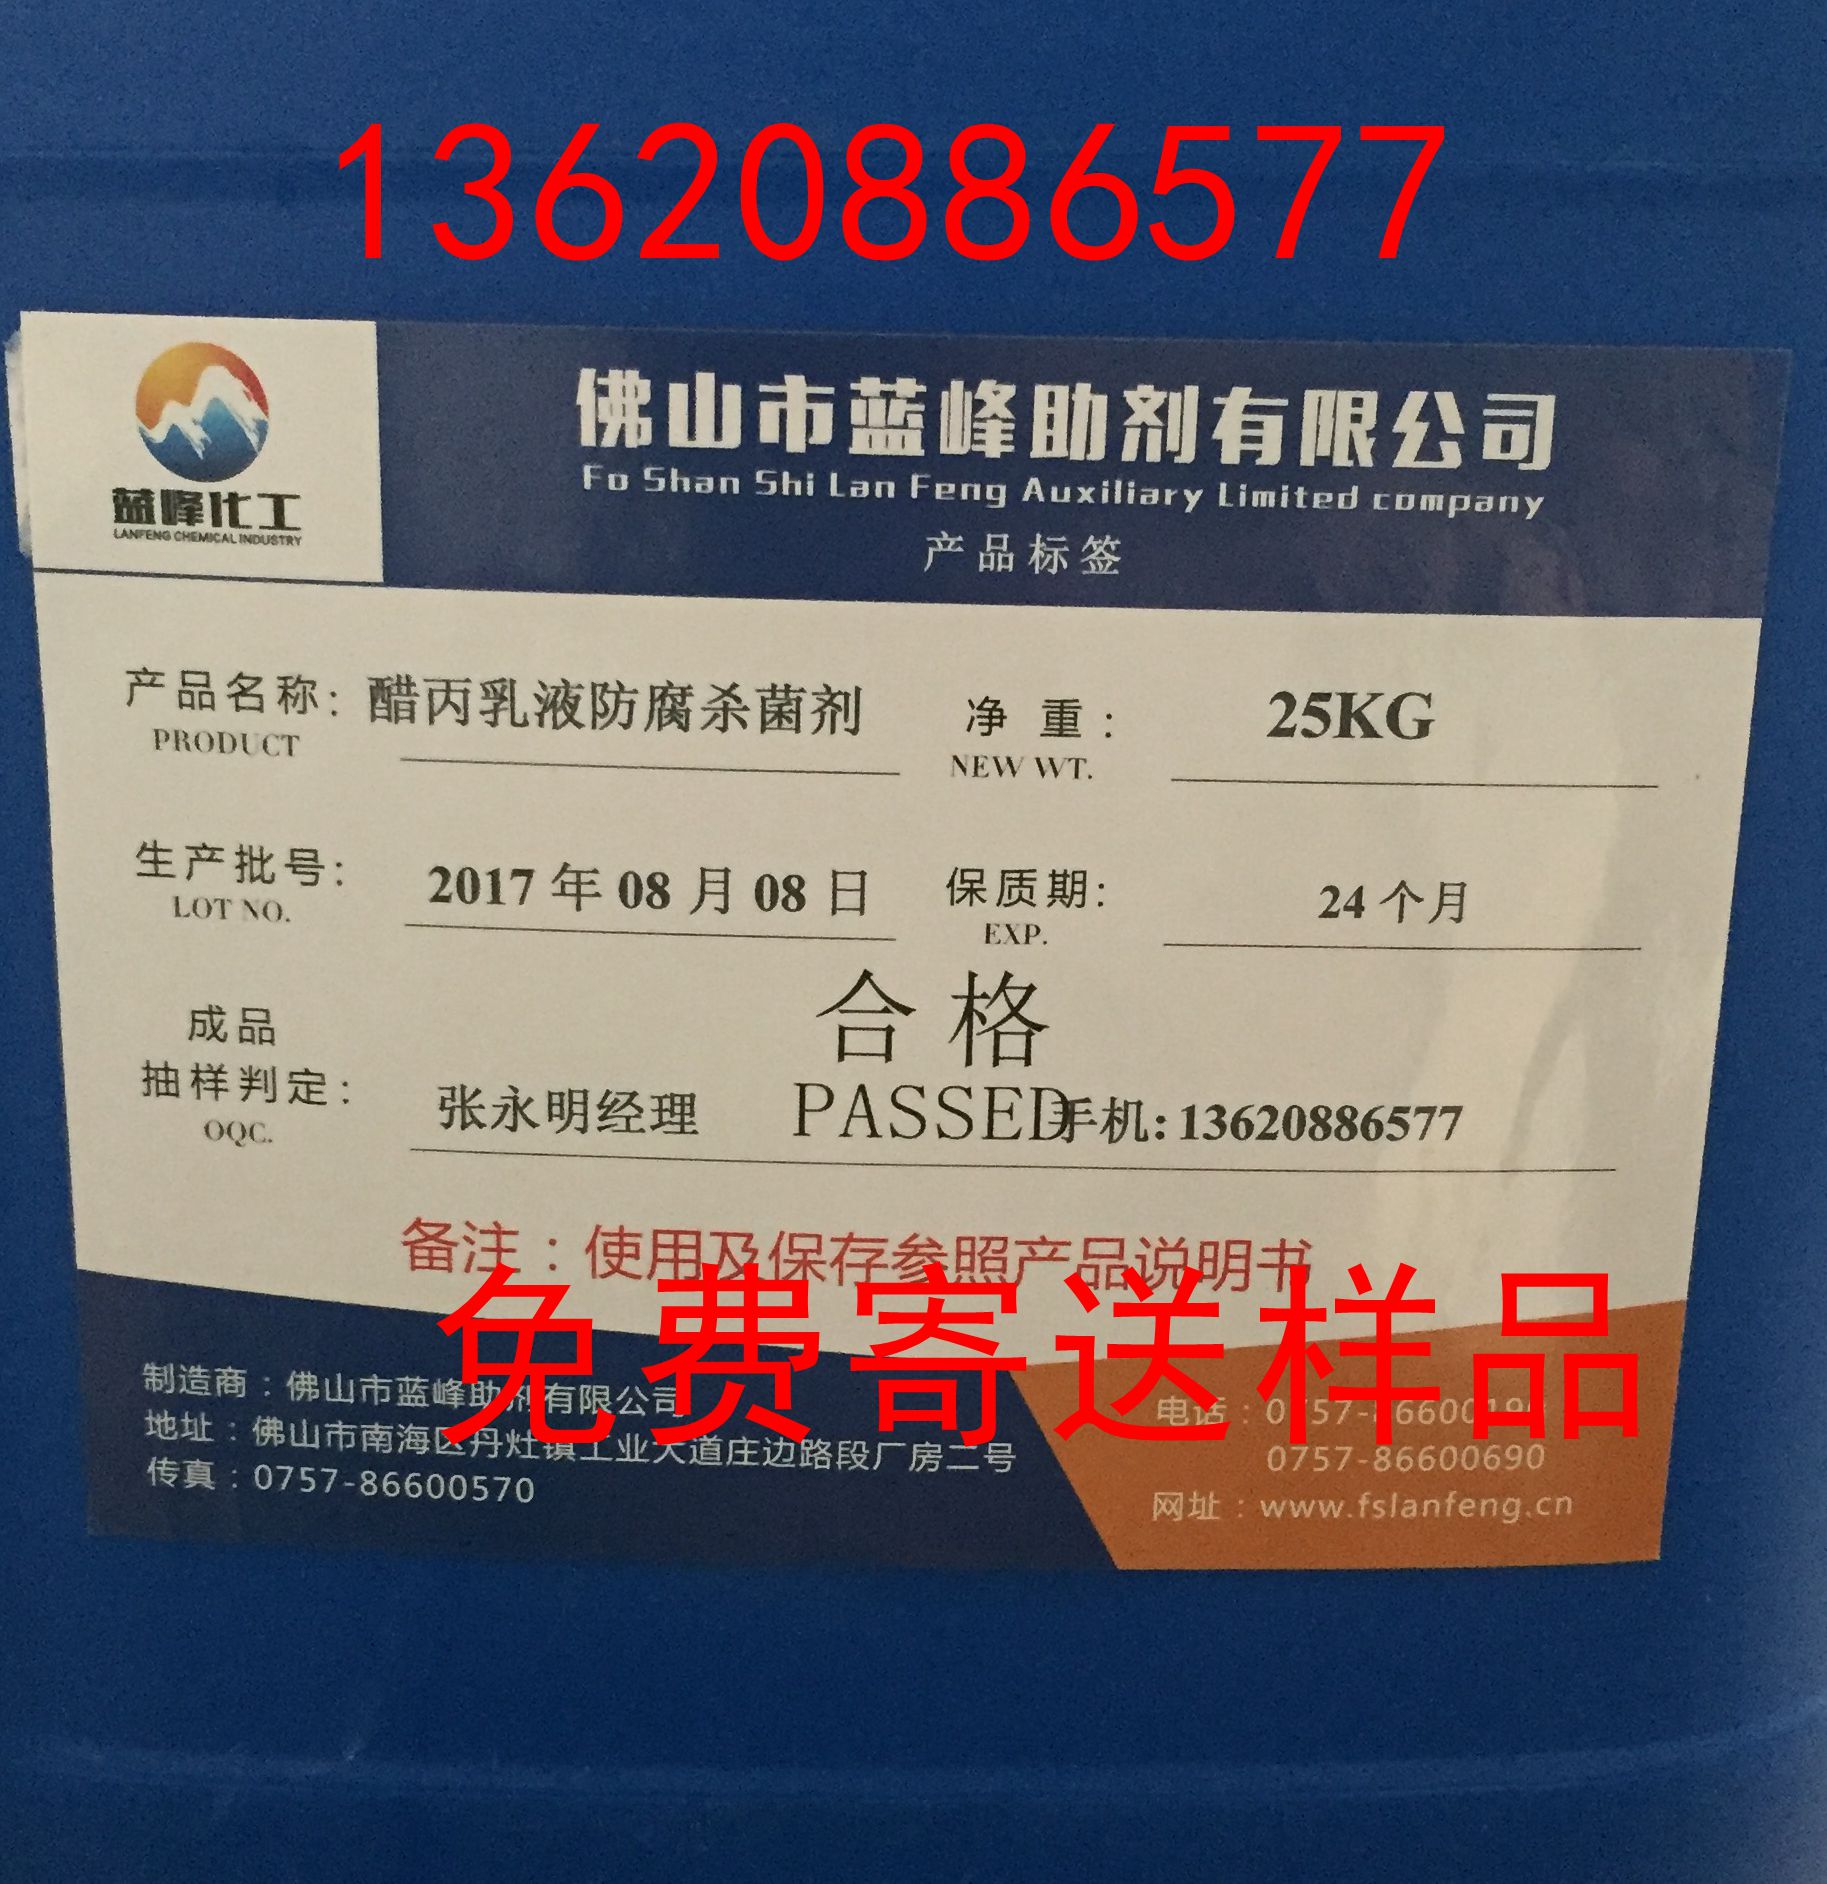 13620886577
蓝峰化工
LANFENG CHEMICAL INDUSTRY
佛山市蓝峰助剂有限公司
Fo Shan Shi Lan Feng Auxiliary Limited company
产品标签
产品名称: 醋丙乳液防腐杀菌剂 净 重: 25KG
PRODUCT NEW WT.
生产批号: 2017年08月08日 保质期: 24个月
LOT NO. EXP.
合格
成品
抽样判定: 张永明经理 PASSED 手机:13620886577
OQC.
备注：使用及保存参照产品说明书
免费寄送样品
制造商：佛山市蓝峰助剂有限公司
地址：佛山市南海区丹灶镇工业大道庄边路段厂房二号
传真：0757-86600570
电话：
0757-86600690
网址：www.fslanfeng.cn